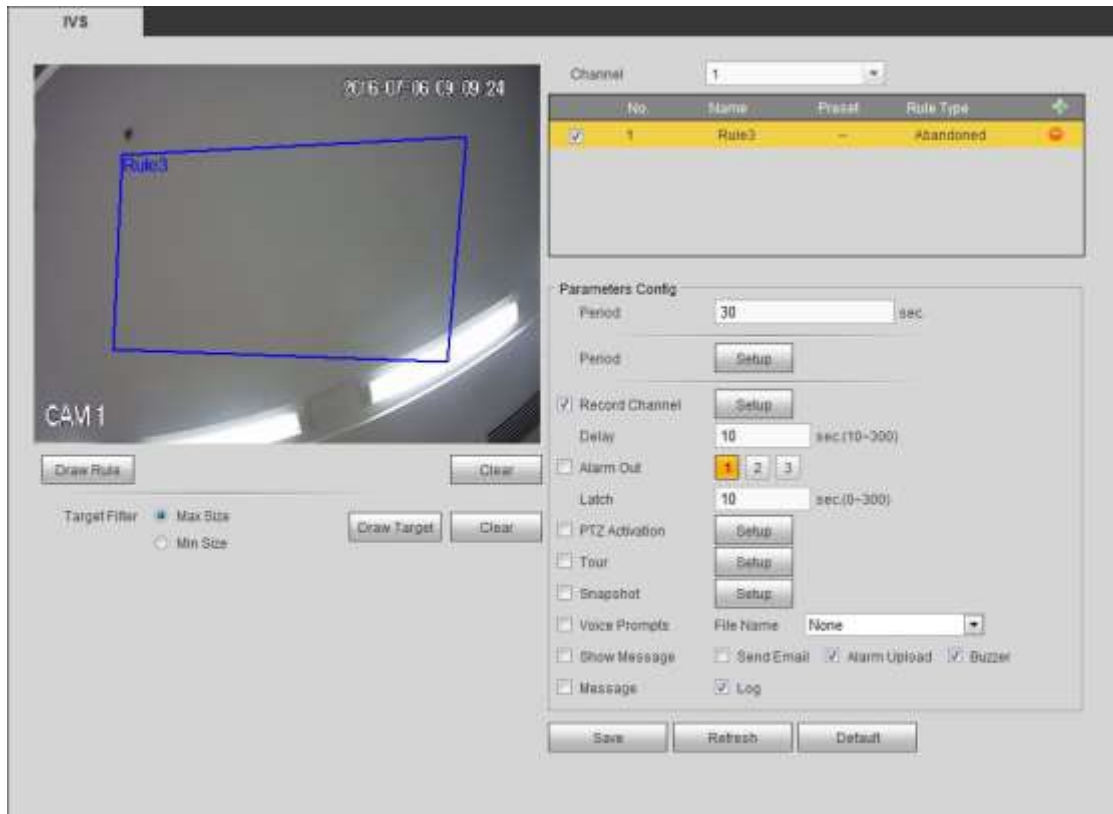 IVS
2016-07-06 09:09:24
Rule3
CAM 1
Draw Rule
Clear
Target Filter
Max Size
Min Size
Draw Target
Clear
Channel
1
No. Name Preset Rule Type
1 Rule3 -- Abandoned
Parameters Config
Period 30 sec.
Period Setup
Record Channel Setup
Delay 10 sec.(10~300)
Alarm Out 1 2 3
Latch 10 sec.(0~300)
PTZ Activation Setup
Tour Setup
Snapshot Setup
Voice Prompts File Name None
Show Message Send Email Alarm Upload Buzzer
Message Log
Save Refresh Default